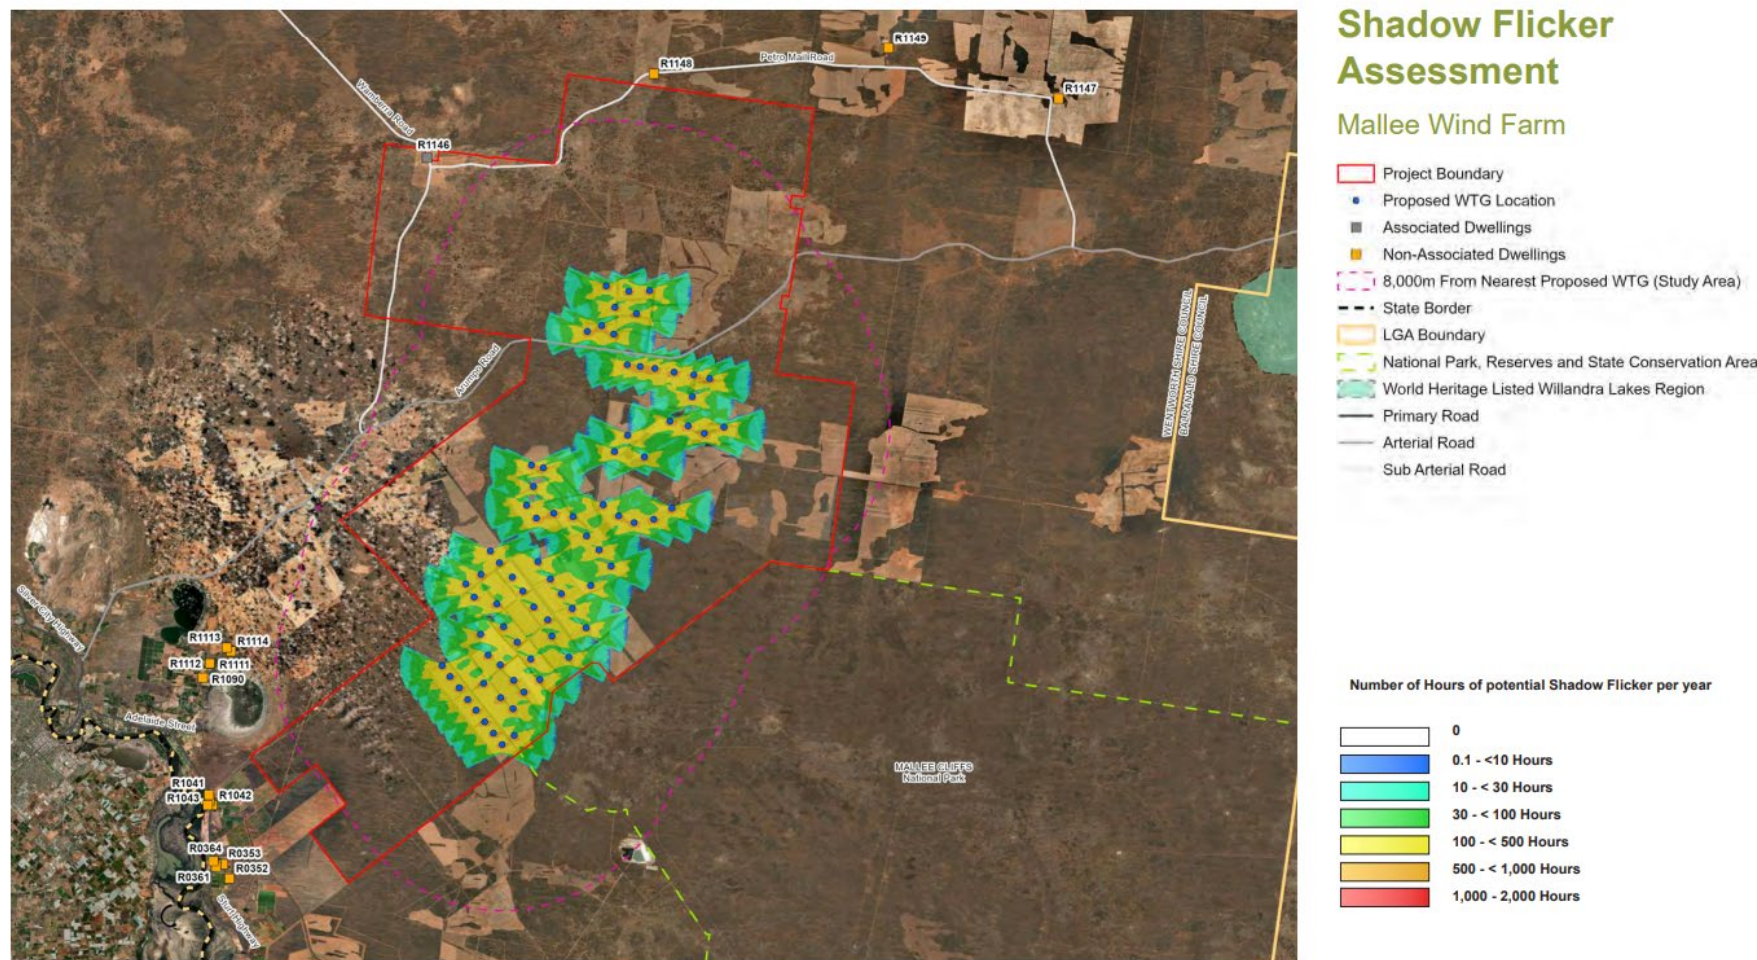 Shadow Flicker
Assessment
Mallee Wind Farm
Project Boundary
Proposed WTG Location
Associated Dwellings
Non-Associated Dwellings
8,000m From Nearest Proposed WTG (Study Area)
State Border
LGA Boundary
National Park, Reserves and State Conservation Area
World Heritage Listed Willandra Lakes Region
Primary Road
Arterial Road
Sub Arterial Road
Number of Hours of potential Shadow Flicker per year
0
0.1 - <10 Hours
10 - < 30 Hours
30 - < 100 Hours
100 - < 500 Hours
500 - < 1,000 Hours
1,000 - 2,000 Hours
R1149
Petro Mail Road
R1148
R1147
Wamberra Road
R1146
WENTWORTH SHIRE COUNCIL
BALRANALD SHIRE COUNCIL
Arumpo Road
Silver City Highway
R1113
R1114
R1112
R1111
R1090
Adelaide Street
MALLEE CLIFFS
National Park
R1041
R1043
R1042
R0364
R0353
R0352
R0361
Sturt Highway